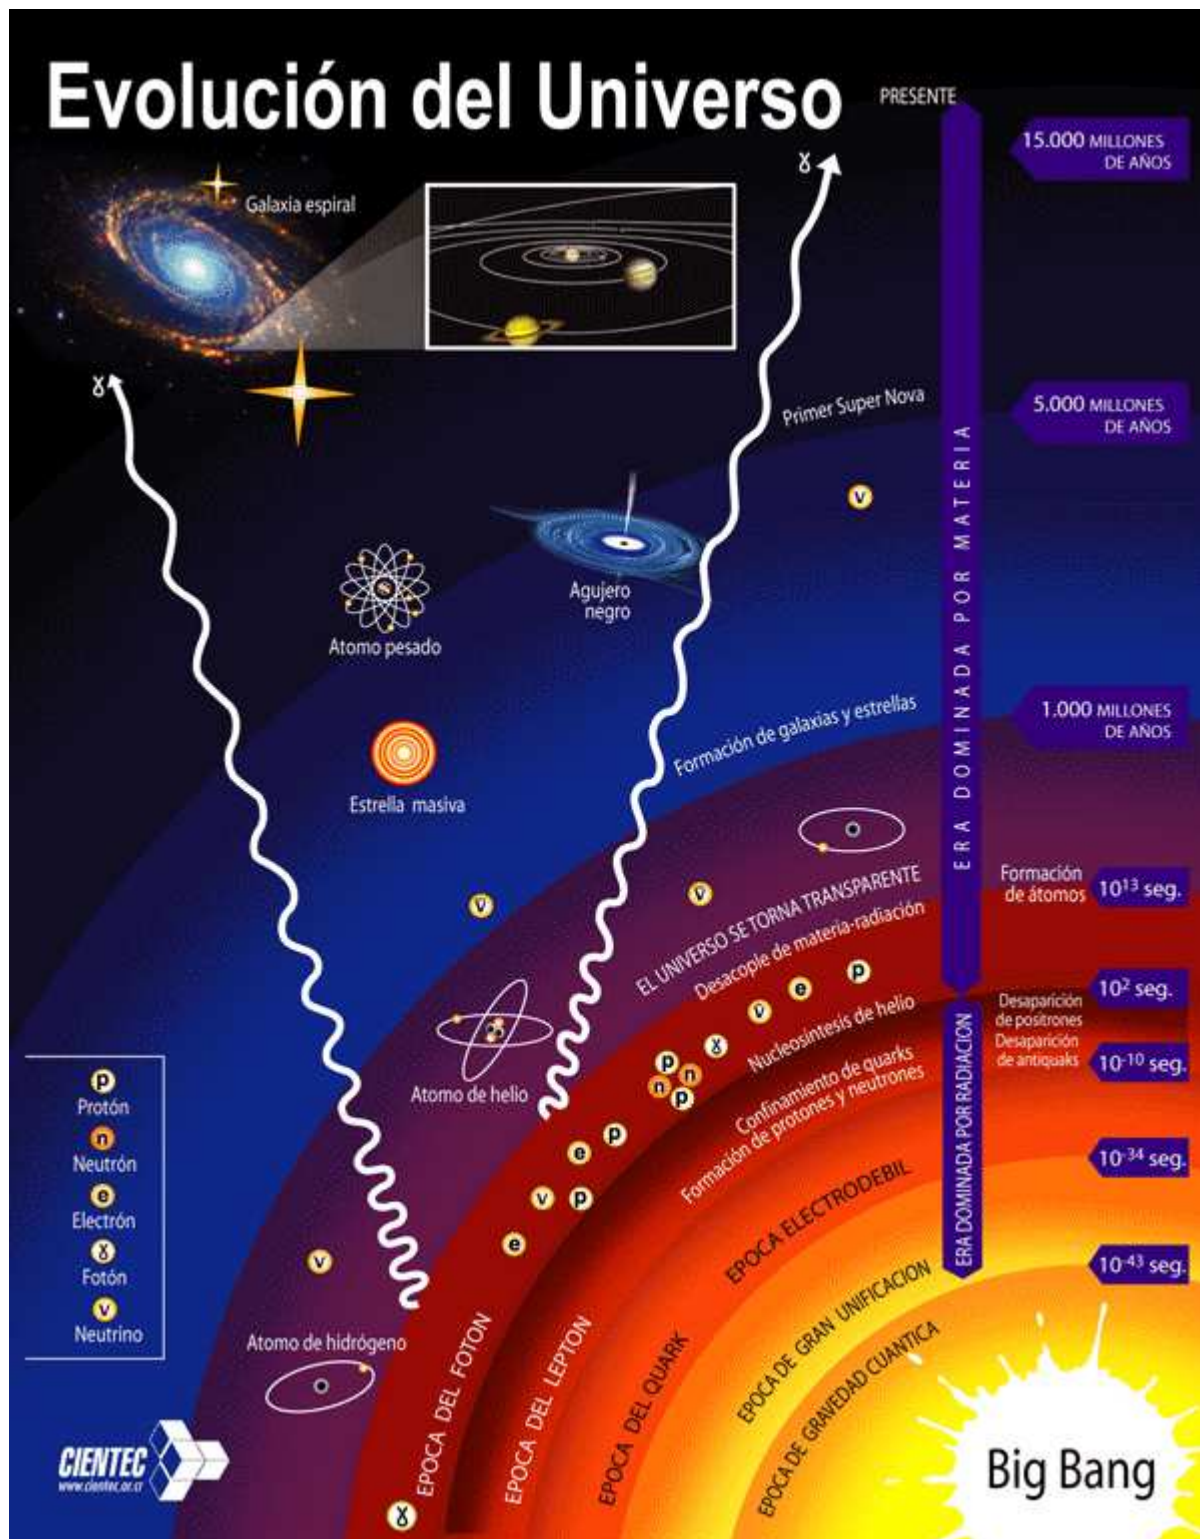 Evolución del Universo
PRESENTE
15.000 MILLONES
DE AÑOS
ɣ
Galaxia espiral
ɣ
Primer Super Nova
5.000 MILLONES
DE AÑOS
ERA DOMINADA POR MATERIA
ν
Agujero
negro
Atomo pesado
Formación de galaxias y estrellas
1.000 MILLONES
DE AÑOS
Estrella masiva
ν
ν
EL UNIVERSO SE TORNA TRANSPARENTE
Formación
de átomos
10¹³ seg.
Desacople de materia-radiación
p
e
ν
ɣ
p
n
n
p
Nucleosíntesis de helio
10² seg.
Desaparición
de positrones
Desaparición
de antiquaks
10⁻¹⁰ seg.
Confinamiento de quarks
Formación de protones y neutrones
Atomo de helio
p
e
ν
p
e
ERA DOMINADA POR RADIACION
10⁻³⁴ seg.
10⁻⁴³ seg.
p
Protón
n
Neutrón
e
Electrón
ɣ
Fotón
ν
Neutrino
ν
Atomo de hidrógeno
EPOCA DEL FOTON
EPOCA DEL LEPTON
EPOCA DEL QUARK
EPOCA ELECTRODEBIL
EPOCA DE GRAN UNIFICACION
EPOCA DE GRAVEDAD CUANTICA
Big Bang
ɣ
CIENTEC
www.cientec.or.cr